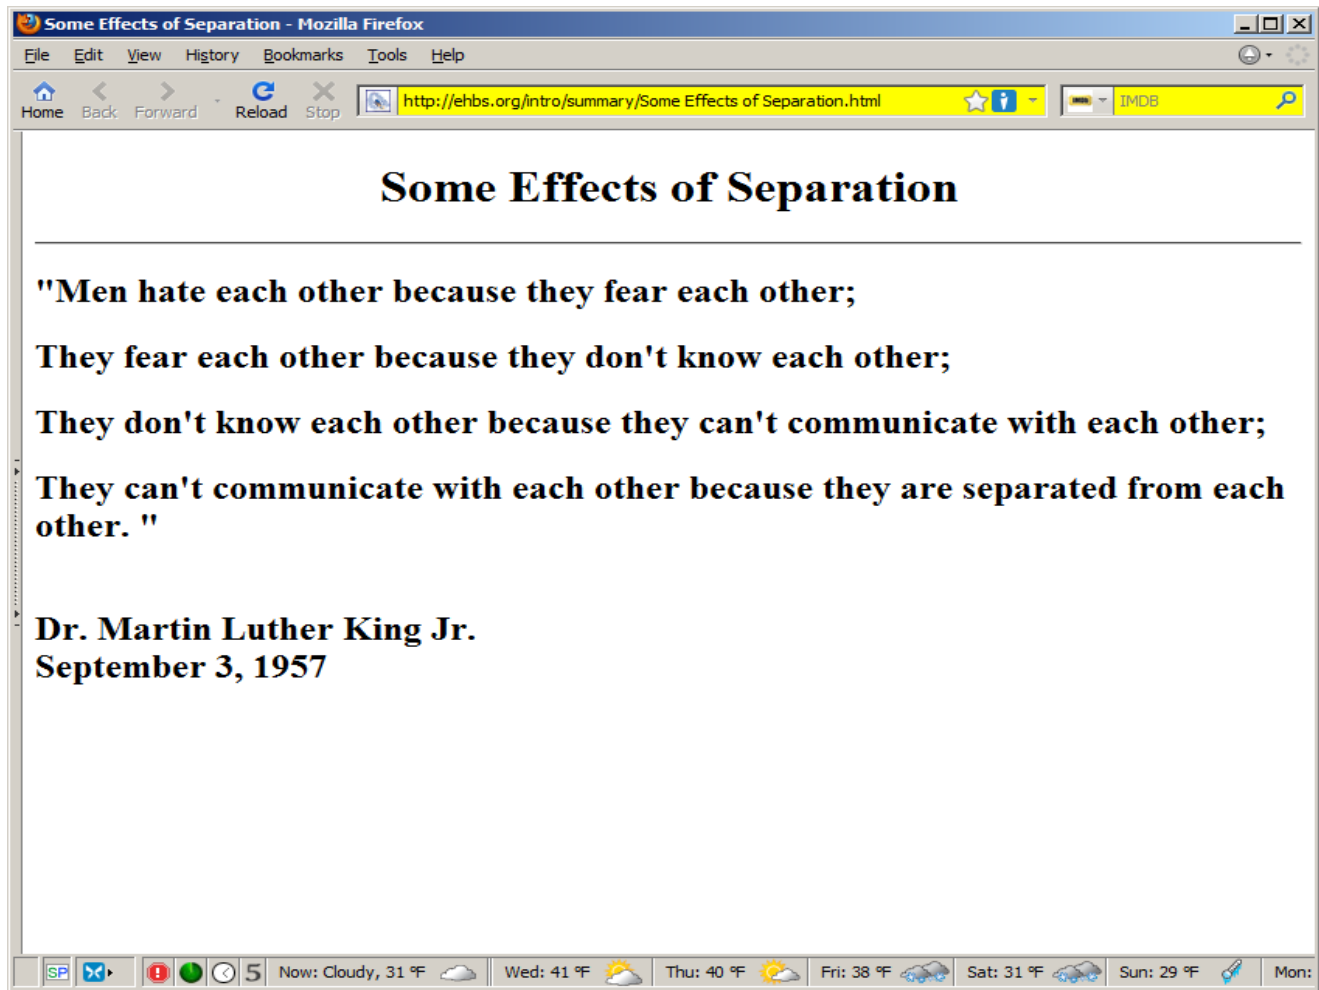 Some Effects of Separation - Mozilla Firefox
File Edit View History Bookmarks Tools Help
Home Back Forward Reload Stop http://ehbs.org/intro/summary/Some Effects of Separation.html IMDB
Some Effects of Separation
"Men hate each other because they fear each other;
They fear each other because they don't know each other;
They don't know each other because they can't communicate with each other;
They can't communicate with each other because they are separated from each
other. "
Dr. Martin Luther King Jr.
September 3, 1957
SP 5 Now: Cloudy, 31 °F Wed: 41 °F Thu: 40 °F Fri: 38 °F Sat: 31 °F Sun: 29 °F Mon: